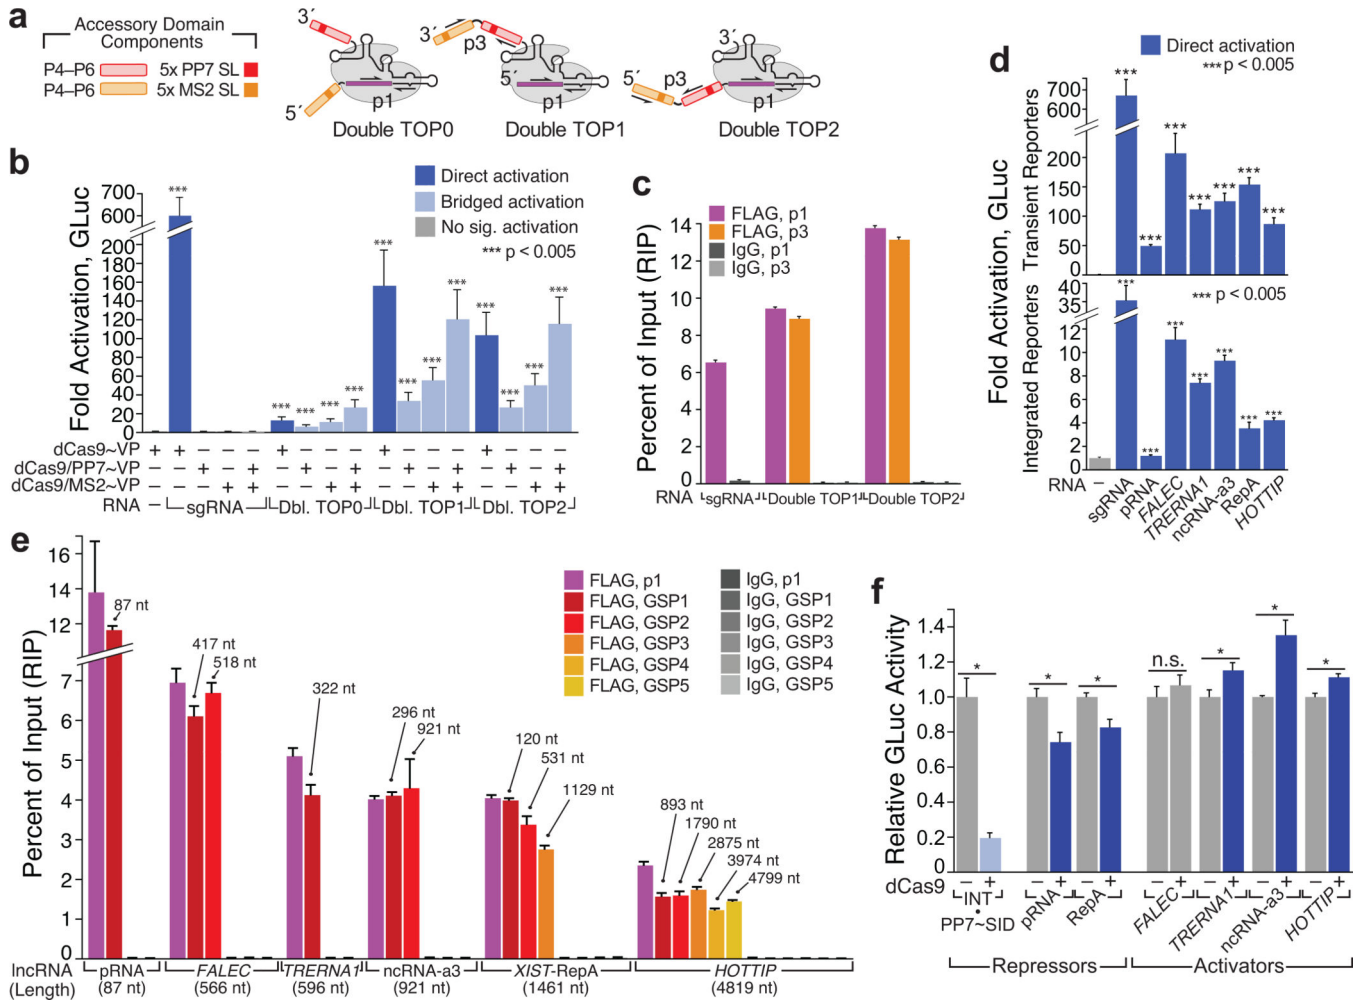 a
Accessory Domain
Components
P4–P6 5x PP7 SL
P4–P6 5x MS2 SL
3´
5´
p1
Double TOP0
3´
p3
5´
p1
Double TOP1
3´
5´
p3
p1
Double TOP2
b
Fold Activation, GLuc
700
600
200
180
160
140
120
100
80
60
40
20
0
Direct activation
Bridged activation
No sig. activation
*** p < 0.005
***
*** *** *** ***
*** *** *** ***
*** *** *** ***
dCas9~VP – + – – – + – – – + – – – + – – –
dCas9/PP7~VP
dCas9/MS2~VP
RNA – sgRNA Dbl. TOP0 Dbl. TOP1 Dbl. TOP2
c
Percent of Input (RIP)
14
12
10
8
6
4
2
0
FLAG, p1
FLAG, p3
IgG, p1
IgG, p3
RNA sgRNA Double TOP1 Double TOP2
d
Direct activation
*** p < 0.005
Fold Activation, GLuc
Transient Reporters
700
600
200
150
100
50
0
*** *** *** *** *** *** ***
Integrated Reporters
40
35
12
10
8
6
4
2
0
*** p < 0.005
*** *** *** *** *** *** ***
RNA – sgRNA pRNA FALEC TRERNA1 ncRNA-a3 RepA HOTTIP
e
Percent of Input (RIP)
16
14
12
7
6
5
4
3
2
1
0
FLAG, p1
FLAG, GSP1
FLAG, GSP2
FLAG, GSP3
FLAG, GSP4
FLAG, GSP5
IgG, p1
IgG, GSP1
IgG, GSP2
IgG, GSP3
IgG, GSP4
IgG, GSP5
87 nt
417 nt
518 nt
322 nt
296 nt
921 nt
120 nt
531 nt
1129 nt
893 nt
1790 nt
2875 nt
3974 nt
4799 nt
lncRNA pRNA FALEC TRERNA1 ncRNA-a3 XIST-RepA HOTTIP
(Length) (87 nt) (566 nt) (596 nt) (921 nt) (1461 nt) (4819 nt)
f
Relative GLuc Activity
1.4
1.2
1.0
0.8
0.6
0.4
0.2
0
* * * n.s. * * *
dCas9 – + – + – + – + – + – + – +
INT
•
PP7~SID
pRNA RepA FALEC TRERNA1 ncRNA-a3 HOTTIP
Repressors Activators